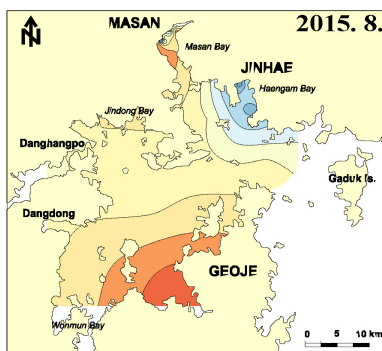 N
MASAN
2015. 8.
Masan Bay
JINHAE
Haengam Bay
Jindong Bay
Danghangpo
Gaduk Is.
Dangdong
GEOJE
Wonmun Bay
0 5 10 km